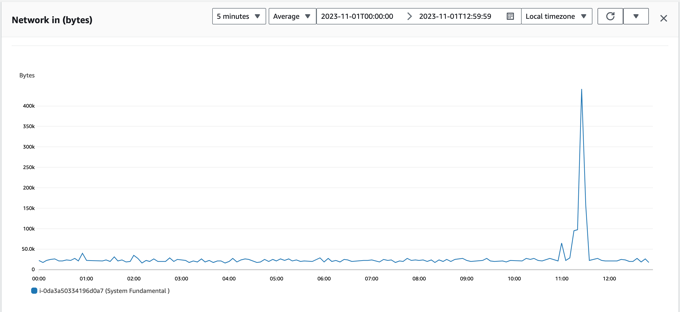 Network in (bytes)
5 minutes Average 2023-11-01T00:00:00 2023-11-01T12:59:59 Local timezone
Bytes
400k
350k
300k
250k
200k
150k
100k
50.0k
0
00:00 01:00 02:00 03:00 04:00 05:00 06:00 07:00 08:00 09:00 10:00 11:00 12:00
i-0da3a50334196d0a7 (System Fundamental )